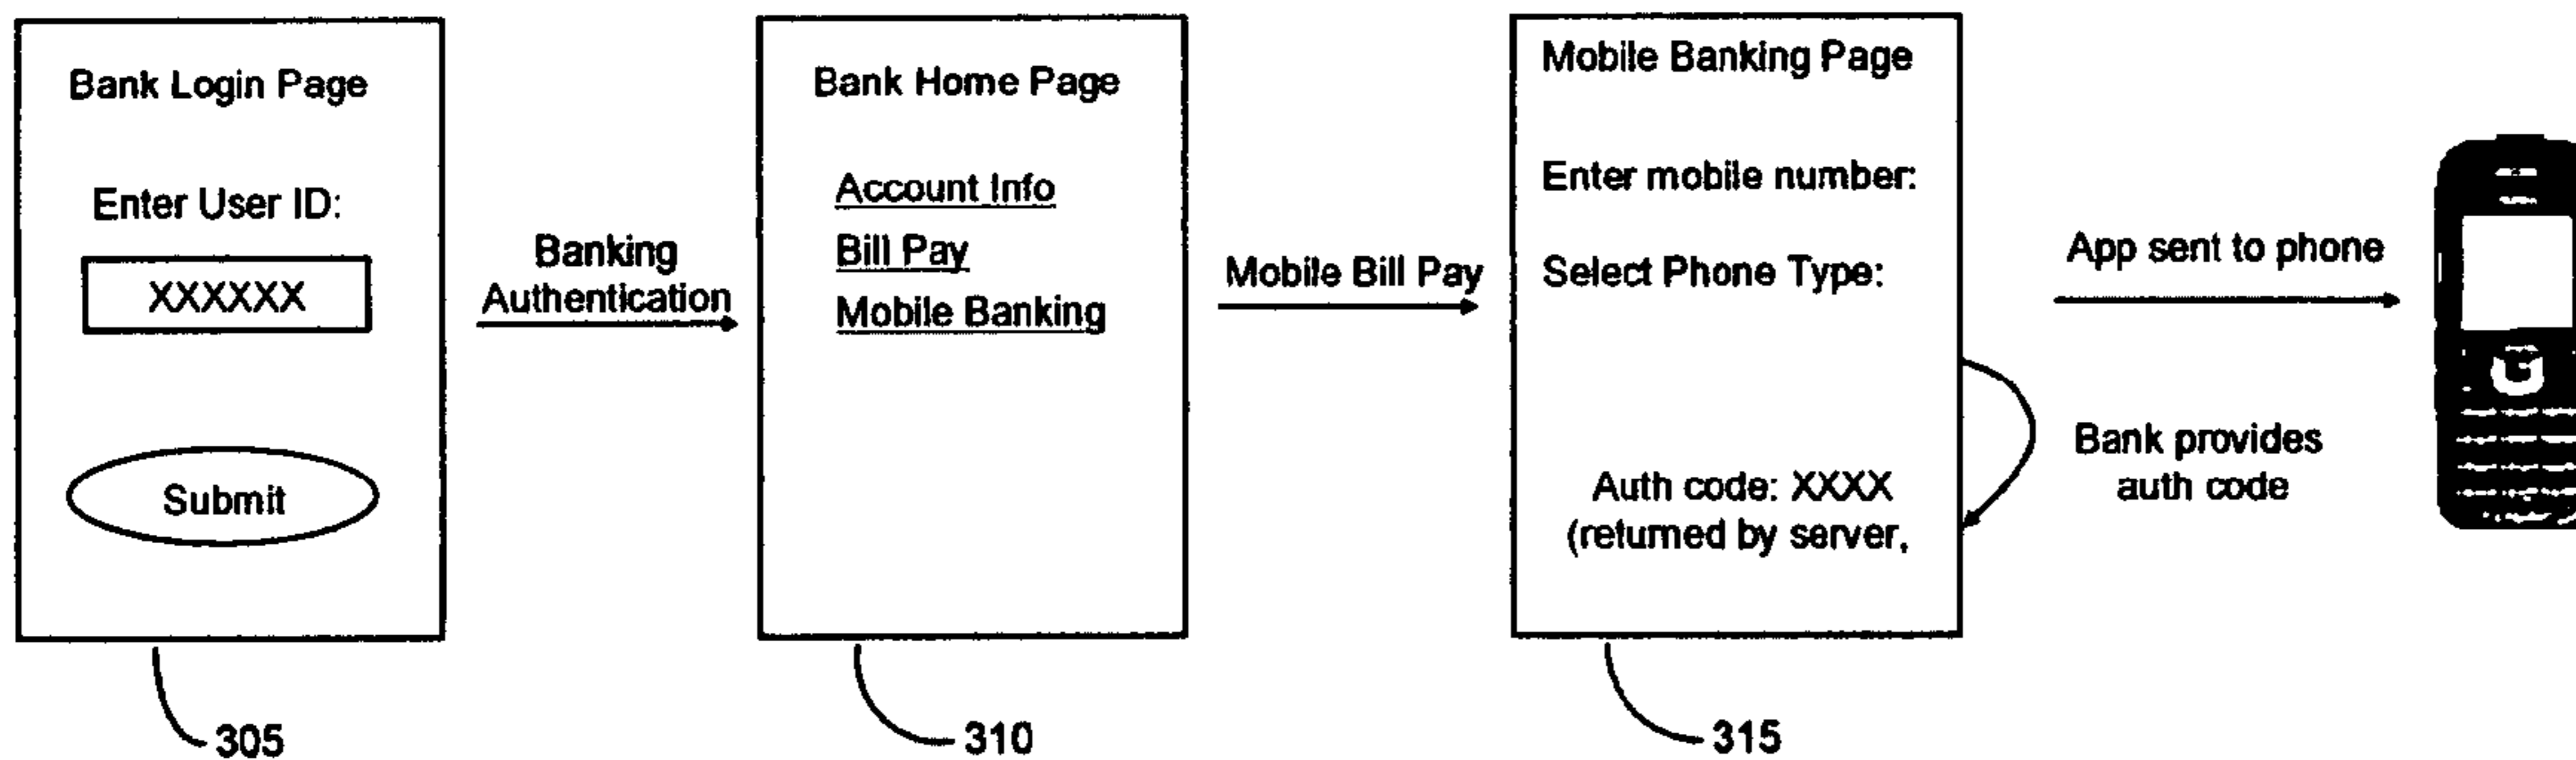 Bank Login Page
Enter User ID:
XXXXXX
Submit
305
Banking
Authentication
Bank Home Page
Account Info
Bill Pay
Mobile Banking
310
Mobile Bill Pay
Mobile Banking Page
Enter mobile number:
Select Phone Type:
Auth code: XXXX
(returned by server,
315
App sent to phone
Bank provides
auth code